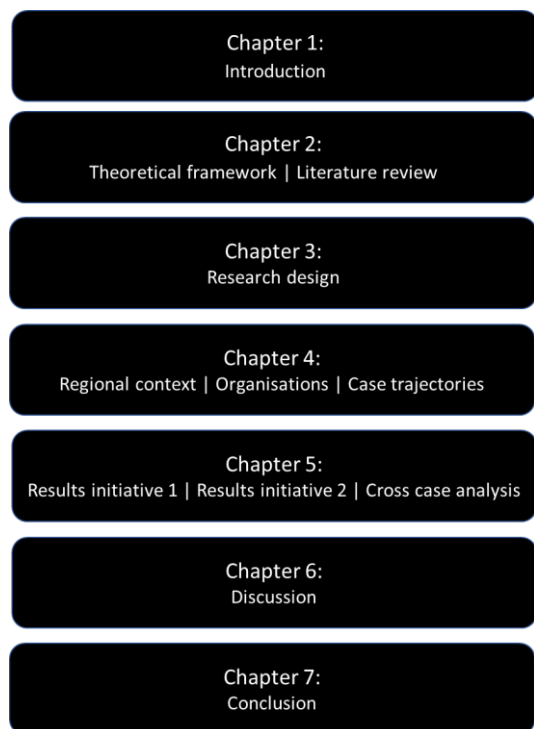 Chapter 1:
Introduction
Chapter 2:
Theoretical framework | Literature review
Chapter 3:
Research design
Chapter 4:
Regional context | Organisations | Case trajectories
Chapter 5:
Results initiative 1 | Results initiative 2 | Cross case analysis
Chapter 6:
Discussion
Chapter 7:
Conclusion